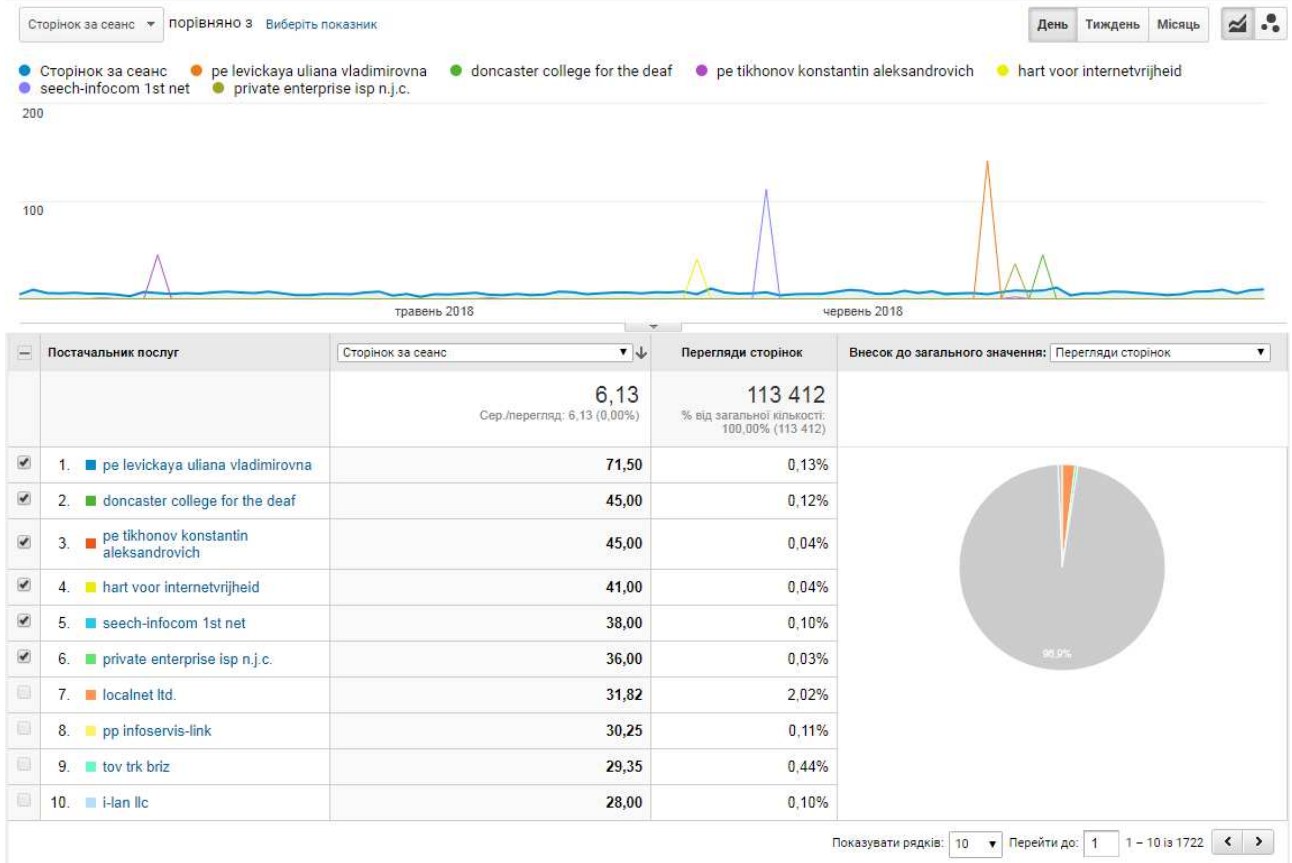 Сторінок за сеанс порівняно з Виберіть показник День Тиждень Місяць
Сторінок за сеанс pe levickaya uliana vladimirovna doncaster college for the deaf pe tikhonov konstantin aleksandrovich hart voor internetvrijheid
seech-infocom 1st net private enterprise isp n.j.c.
200
100
травень 2018 червень 2018
Постачальник послуг Сторінок за сеанс Перегляди сторінок Внесок до загального значення: Перегляди сторінок
6,13 113 412
Сер./перегляд: 6,13 (0,00%) % від загальної кількості:
100,00% (113 412)
1. pe levickaya uliana vladimirovna 71,50 0,13%
2. doncaster college for the deaf 45,00 0,12%
3. pe tikhonov konstantin
aleksandrovich 45,00 0,04%
4. hart voor internetvrijheid 41,00 0,04%
5. seech-infocom 1st net 38,00 0,10%
6. private enterprise isp n.j.c. 36,00 0,03%
96,9%
7. localnet ltd. 31,82 2,02%
8. pp infoservis-link 30,25 0,11%
9. tov trk briz 29,35 0,44%
10. i-lan llc 28,00 0,10%
Показувати рядків: 10 Перейти до: 1 1 – 10 із 1722